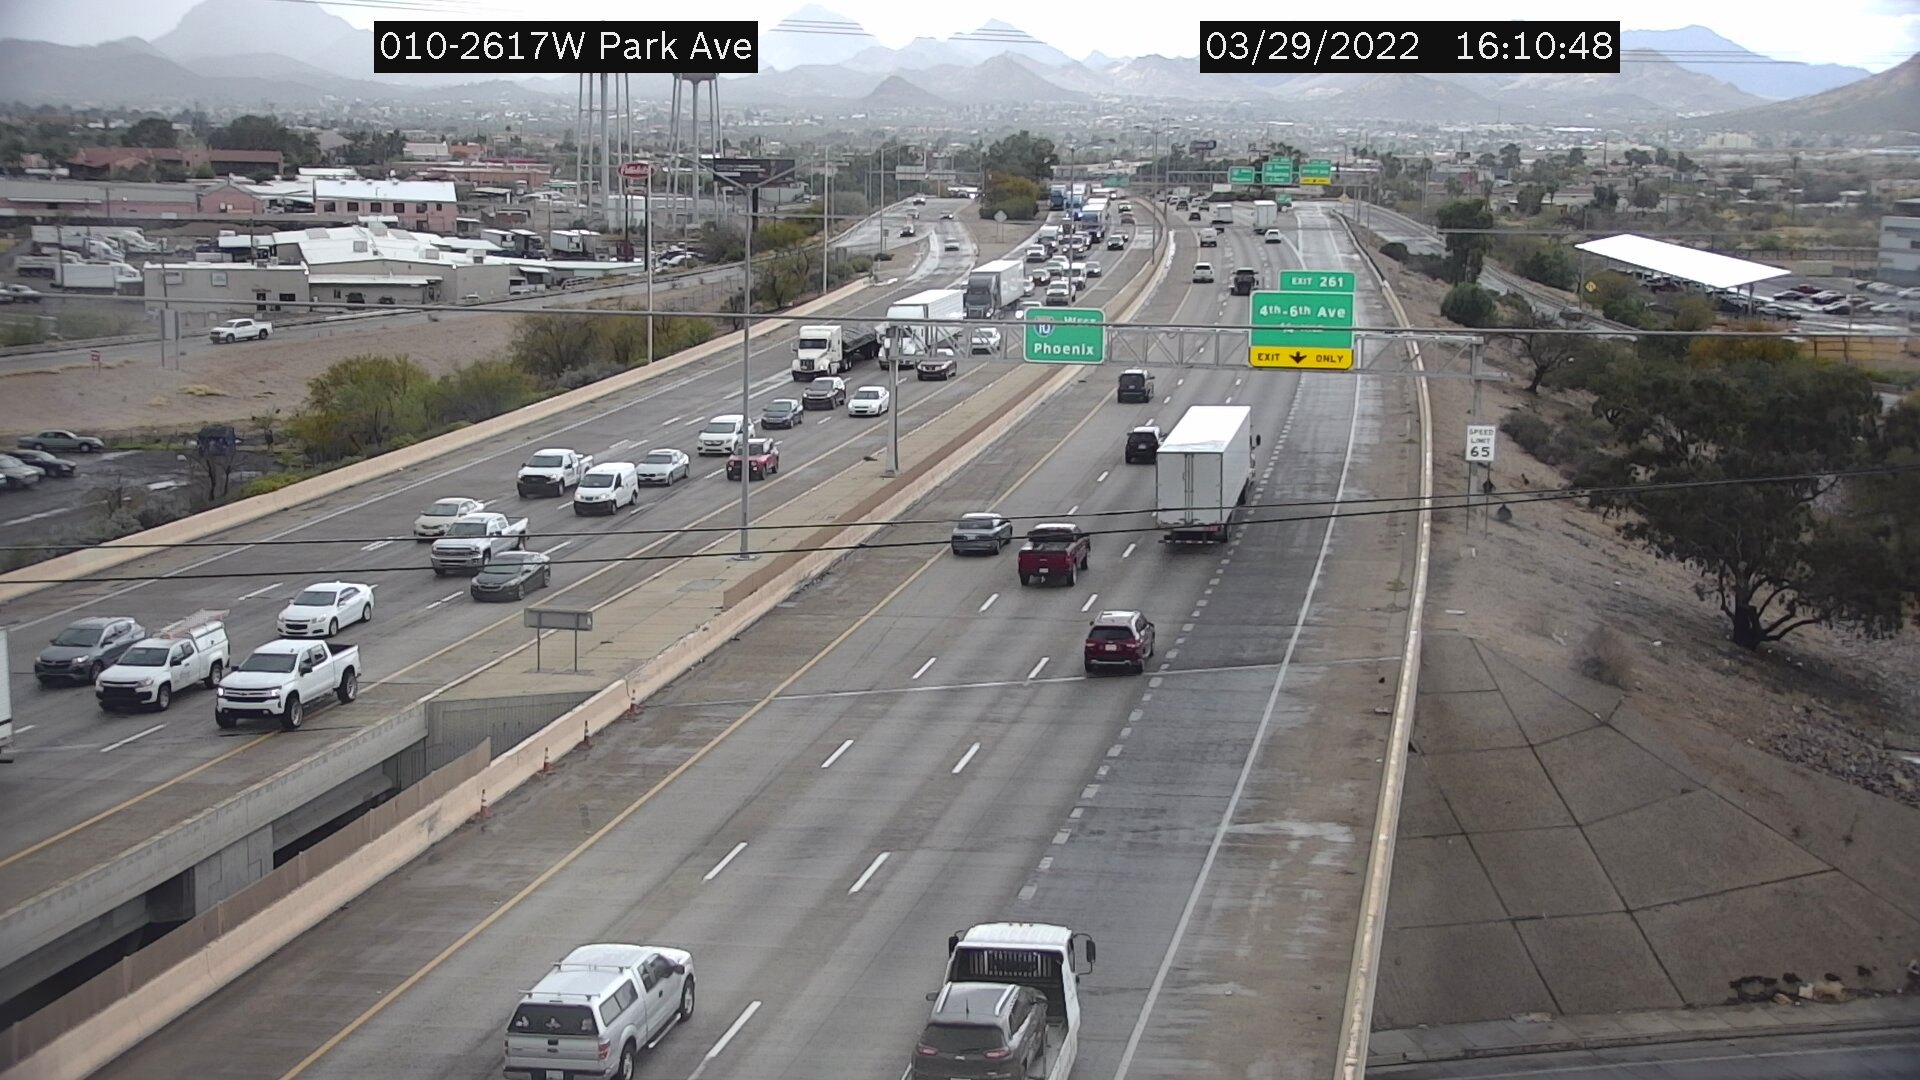 010-2617W Park Ave
03/29/2022 16:10:48
EXIT 261
4th-6th Ave
EXIT ONLY
10 West
Phoenix
SPEED
LIMIT
65